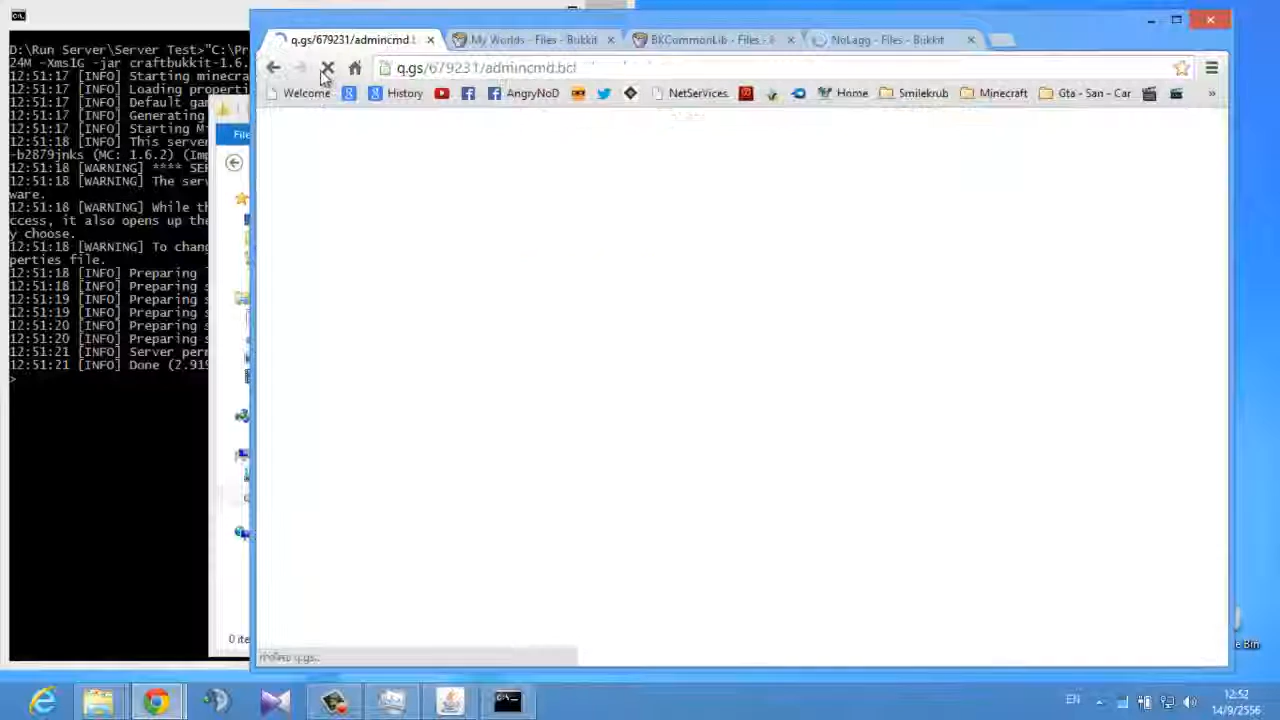 q.gs/679231/admincmd.b
My Worlds - Files - Bukkit
BKCommonLib - Files -
NoLagg - Files - Bukkit
q.gs/679231/admincmd.bcf
Welcome
History
AngryNoD
NetServices
Home
Smilekrub
Minecraft
Gta - San - Car
»
D:\Run Server\Server Test>"C:\Pr
24M -Xms1G -jar craftbukkit-1.6.
12:51:17 [INFO] Starting minecra
12:51:17 [INFO] Loading properti
12:51:17 [INFO] Default gam
12:51:17 [INFO] Generating
12:51:17 [INFO] Starting Mi
12:51:18 [INFO] This server
-b2879jnks (MC: 1.6.2) (Imp
12:51:18 [WARNING] **** SER
12:51:18 [WARNING] The serv
ware.
12:51:18 [WARNING] While th
ccess, it also opens up the
y choose.
12:51:18 [WARNING] To chang
perties file.
12:51:18 [INFO] Preparing l
12:51:18 [INFO] Preparing s
12:51:19 [INFO] Preparing s
12:51:19 [INFO] Preparing s
12:51:20 [INFO] Preparing s
12:51:20 [INFO] Preparing s
12:51:21 [INFO] Server perm
12:51:21 [INFO] Done (2.919
>
File
0 ite
q.gs...
e Bin
EN
12:52
14/9/2556